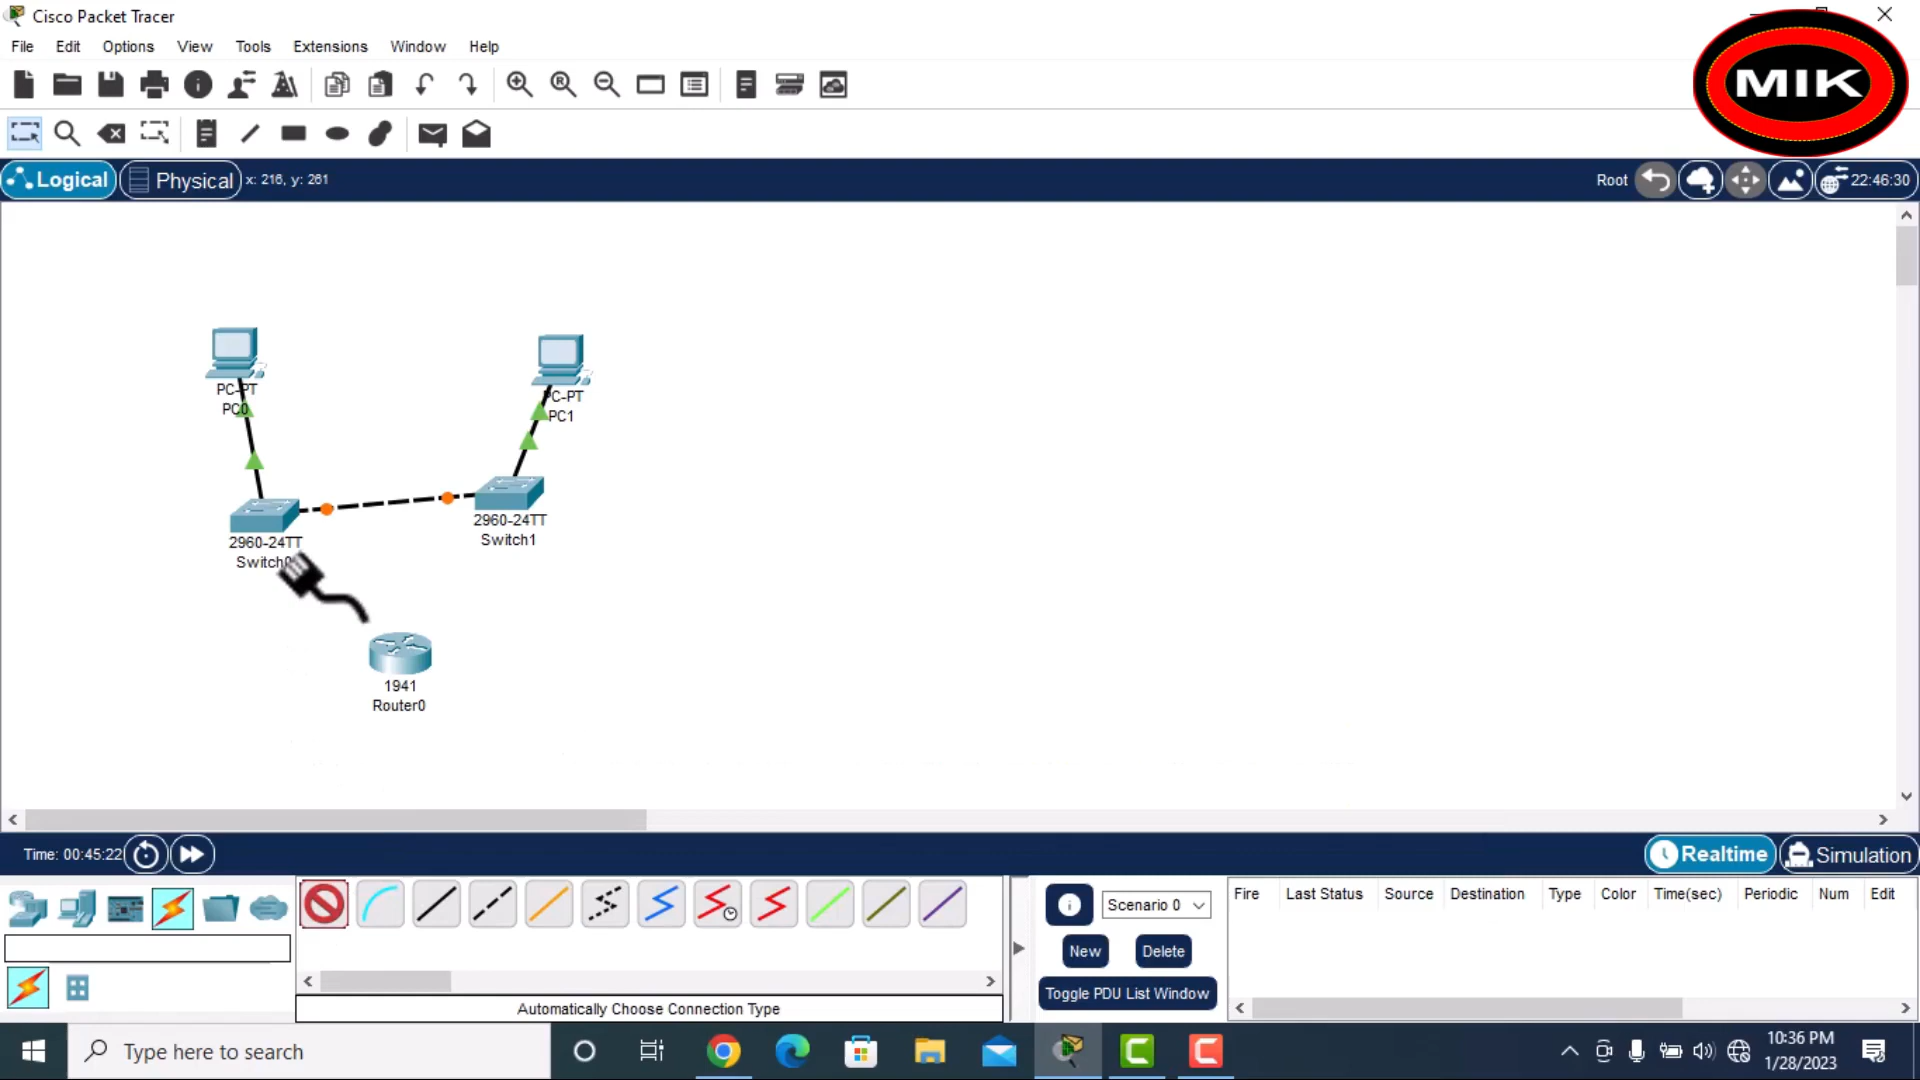 Cisco Packet Tracer
MIK
File Edit Options View Tools Extensions Window Help
Logical Physical x: 216, y: 261 Root 22:46:30
PC-PT
PC0
PC-PT
PC1
2960-24TT
Switch0
2960-24TT
Switch1
1941
Router0
Time: 00:45:22 Realtime Simulation
Scenario 0
Fire Last Status Source Destination Type Color Time(sec) Periodic Num Edit
New Delete
Toggle PDU List Window
Automatically Choose Connection Type
Type here to search
10:36 PM
1/28/2023